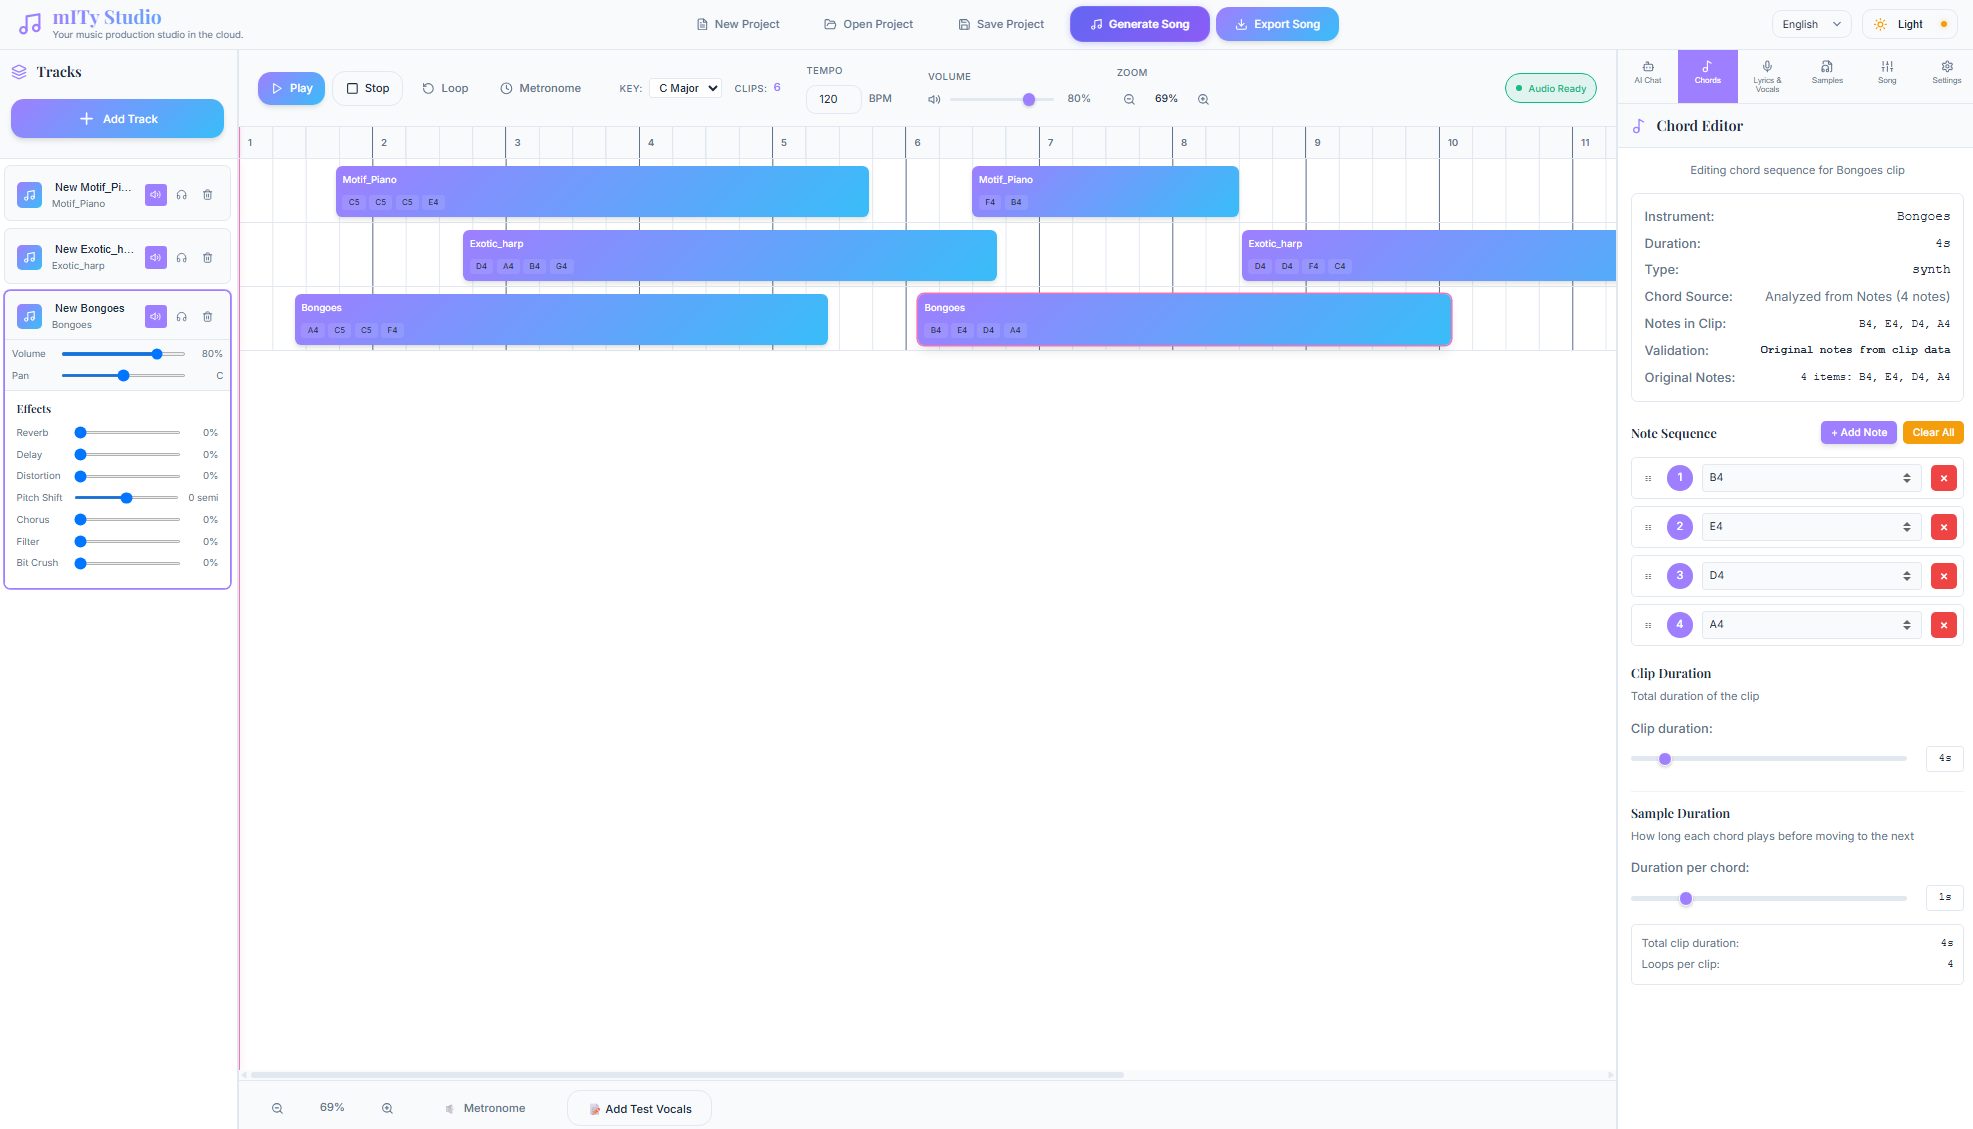 mITy Studio
Your music production studio in the cloud.
New Project
Open Project
Save Project
Generate Song
Export Song
English
Light
Tracks
Add Track
New Motif_Pi...
Motif_Piano
New Exotic_h...
Exotic_harp
New Bongoes
Bongoes
Volume 80%
Pan C
Effects
Reverb 0%
Delay 0%
Distortion 0%
Pitch Shift 0 semi
Chorus 0%
Filter 0%
Bit Crush 0%
Play
Stop
Loop
Metronome
KEY: C Major
CLIPS: 6
TEMPO
120 BPM
VOLUME
80%
ZOOM
69%
Audio Ready
1 2 3 4 5 6 7 8 9 10 11
Motif_Piano
C5 C5 C5 E4
Motif_Piano
F4 B4
Exotic_harp
D4 A4 B4 G4
Exotic_harp
D4 D4 F4 C4
Bongoes
A4 C5 C5 F4
Bongoes
B4 E4 D4 A4
69%
Metronome
Add Test Vocals
AI Chat
Chords
Lyrics & Vocals
Samples
Song
Settings
Chord Editor
Editing chord sequence for Bongoes clip
Instrument: Bongoes
Duration: 4s
Type: synth
Chord Source: Analyzed from Notes (4 notes)
Notes in Clip: B4, E4, D4, A4
Validation: Original notes from clip data
Original Notes: 4 items: B4, E4, D4, A4
Note Sequence
+ Add Note
Clear All
1 B4 ×
2 E4 ×
3 D4 ×
4 A4 ×
Clip Duration
Total duration of the clip
Clip duration:
4s
Sample Duration
How long each chord plays before moving to the next
Duration per chord:
1s
Total clip duration: 4s
Loops per clip: 4